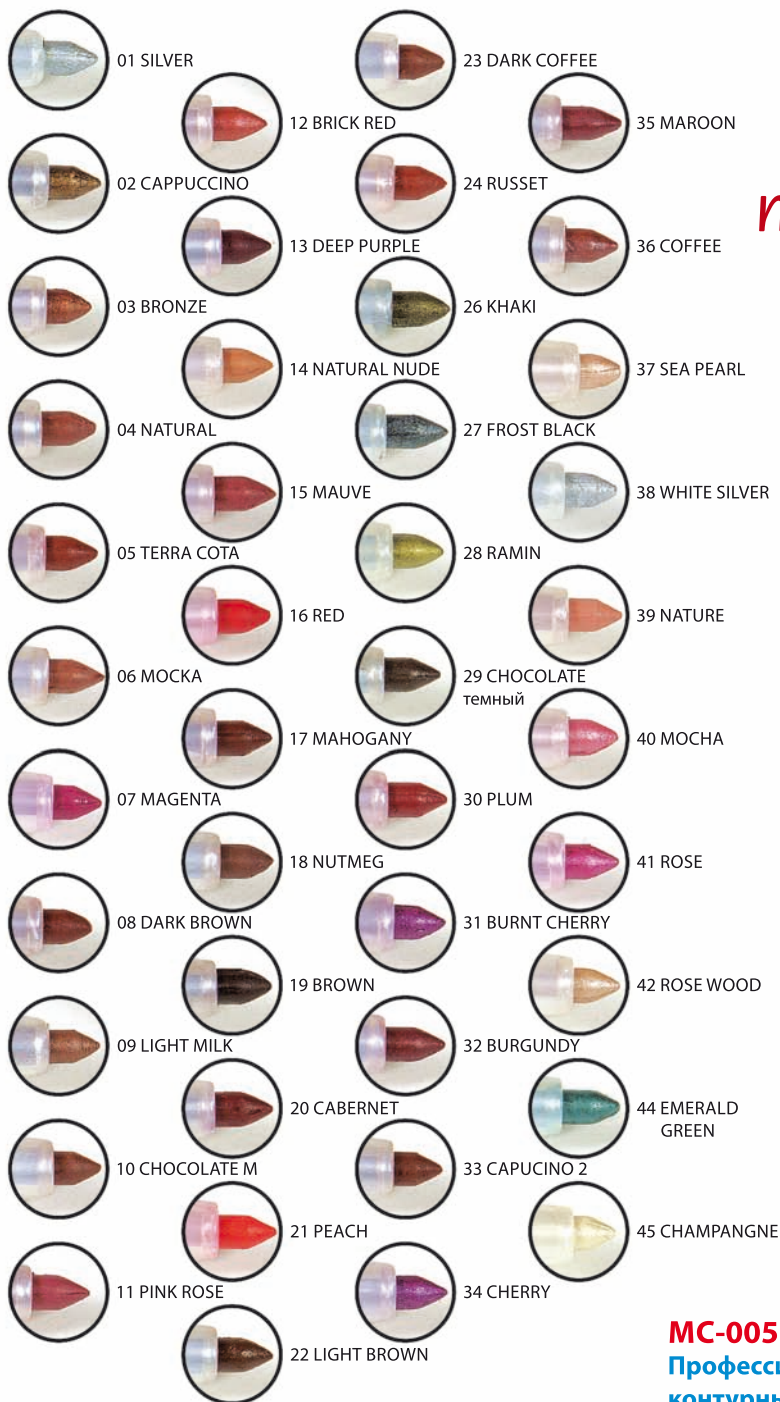 01 SILVER
02 CAPPUCCINO
03 BRONZE
04 NATURAL
05 TERRA COTA
06 MOCKA
07 MAGENTA
08 DARK BROWN
09 LIGHT MILK
10 CHOCOLATE M
11 PINK ROSE
12 BRICK RED
13 DEEP PURPLE
14 NATURAL NUDE
15 MAUVE
16 RED
17 MAHOGANY
18 NUTMEG
19 BROWN
20 CABERNET
21 PEACH
22 LIGHT BROWN
23 DARK COFFEE
24 RUSSET
26 KHAKI
27 FROST BLACK
28 RAMIN
29 CHOCOLATE
темный
30 PLUM
31 BURNT CHERRY
32 BURGUNDY
33 CAPUCINO 2
34 CHERRY
35 MAROON
36 COFFEE
37 SEA PEARL
38 WHITE SILVER
39 NATURE
40 MOCHA
41 ROSE
42 ROSE WOOD
44 EMERALD
GREEN
45 CHAMPANGNE
MC-005